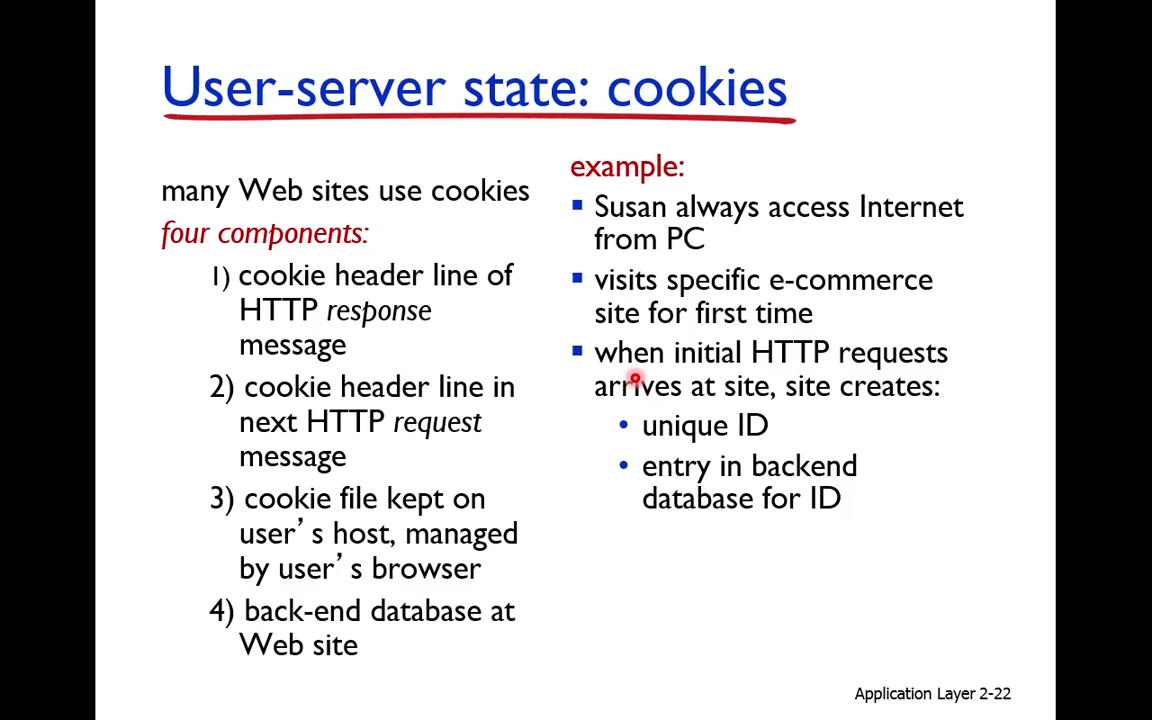 User-server state: cookies
many Web sites use cookies
four components:
1) cookie header line of
HTTP response
message
2) cookie header line in
next HTTP request
message
3) cookie file kept on
user’s host, managed
by user’s browser
4) back-end database at
Web site
example:
Susan always access Internet
from PC
visits specific e-commerce
site for first time
when initial HTTP requests
arrives at site, site creates:
unique ID
entry in backend
database for ID
Application Layer 2-22